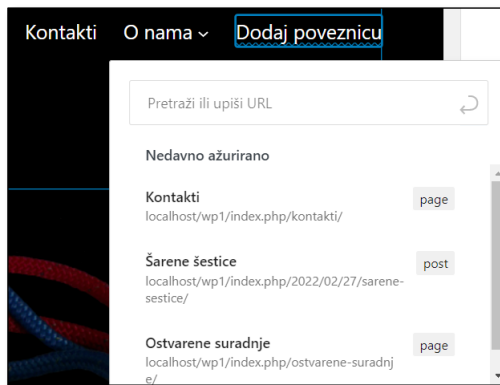 Kontakti O nama Dodaj poveznicu
Pretraži ili upiši URL
Nedavno ažurirano
Kontakti page
localhost/wp1/index.php/kontakti/
Šarene šestice post
localhost/wp1/index.php/2022/02/27/sarene-
sestice/
Ostvarene suradnje page
localhost/wp1/index.php/ostvarene-suradnj
e/